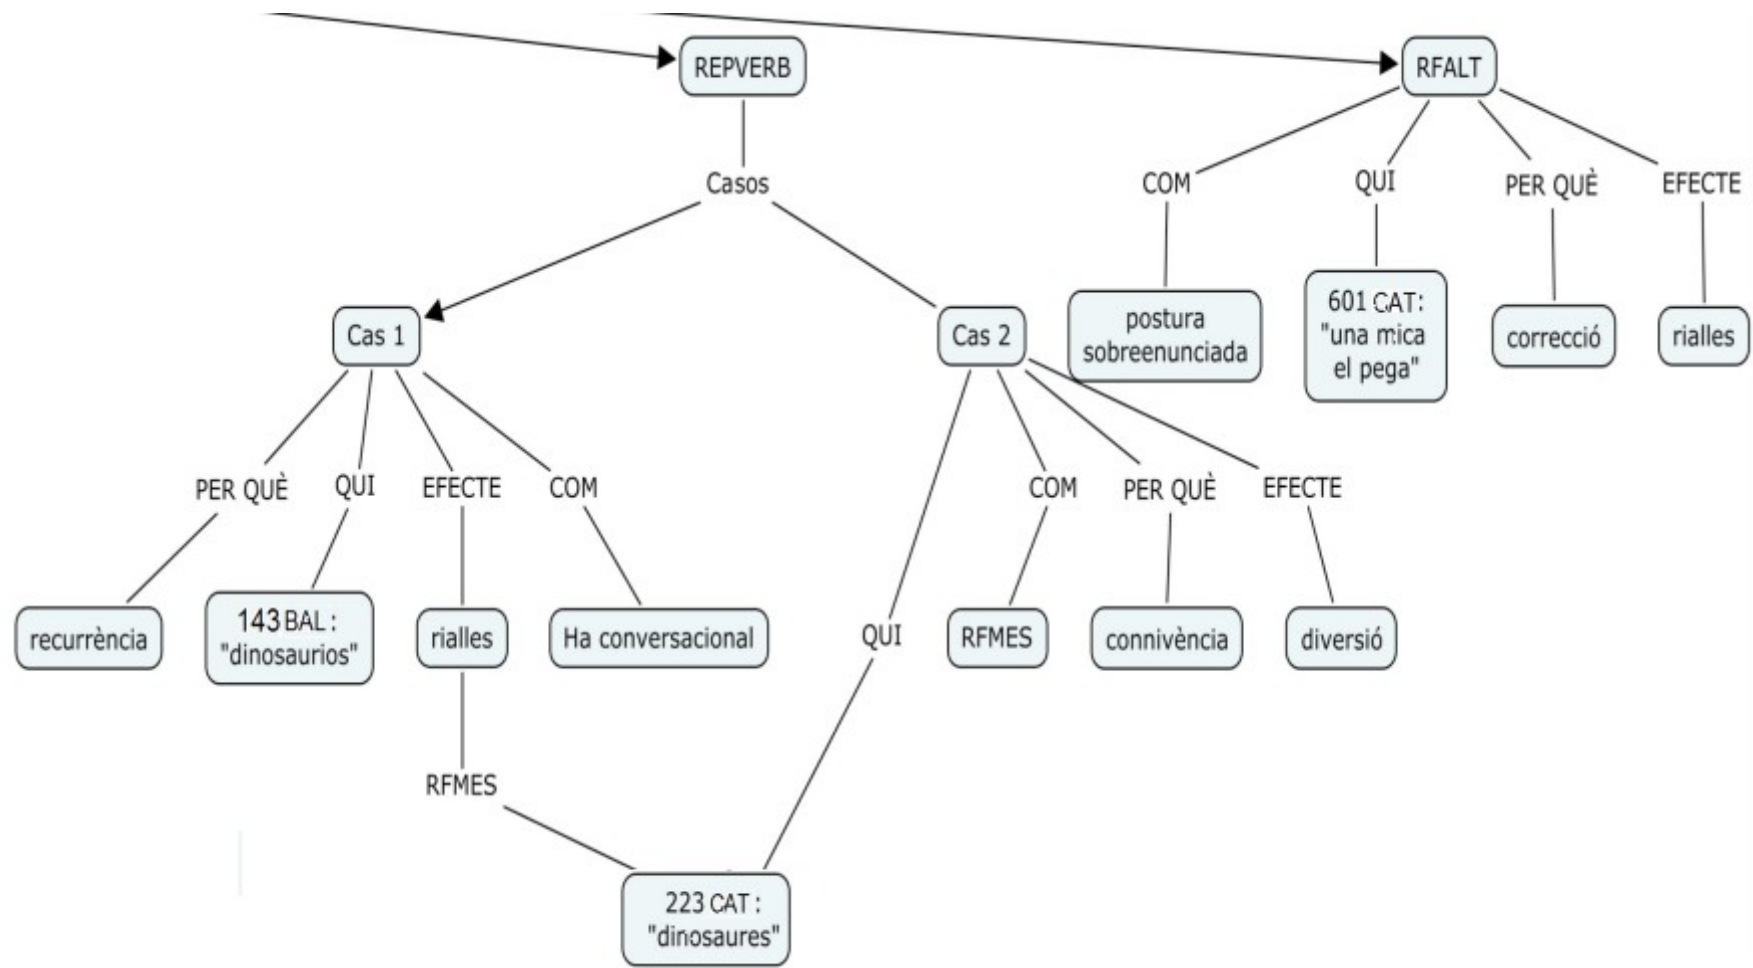 REPVERB
RFALT
Casos
COM
QUI
PER QUÈ
EFECTE
postura
sobreenunciada
601 CAT:
"una mica
el pega"
correcció
rialles
Cas 1
Cas 2
PER QUÈ
QUI
EFECTE
COM
COM
PER QUÈ
EFECTE
recurrència
143 BAL:
"dinosaurios"
rialles
Ha conversacional
QUI
RFMES
connivència
diversió
RFMES
223 CAT:
"dinosaures"